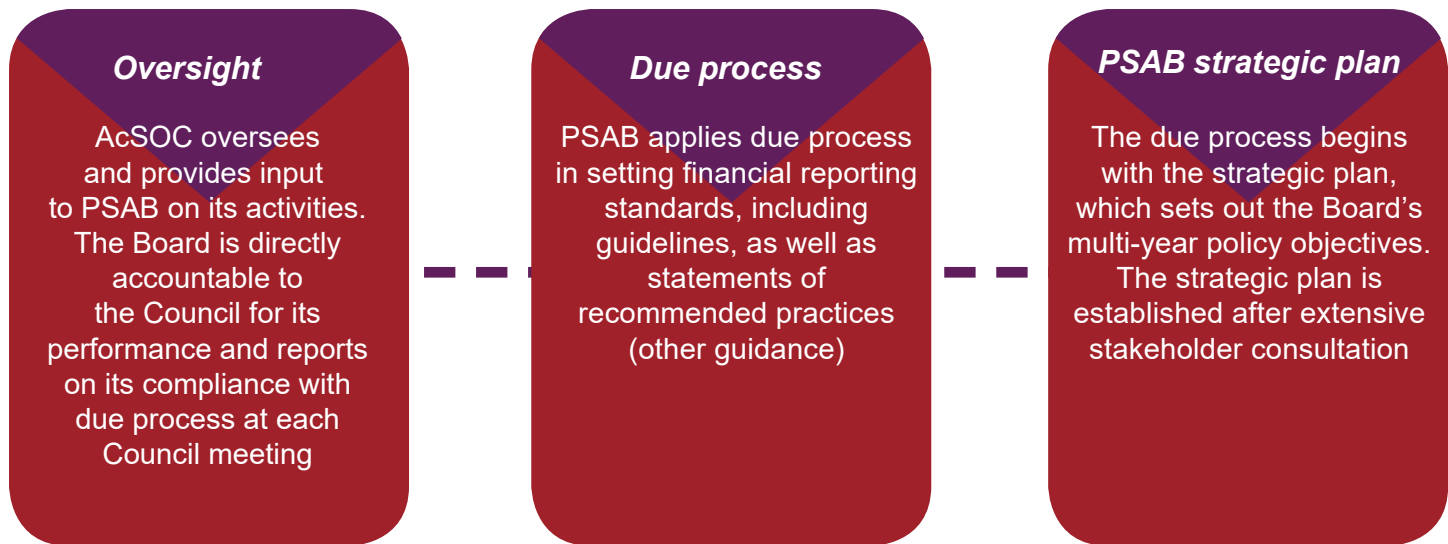 Oversight
AcSOC oversees
and provides input
to PSAB on its activities.
The Board is directly
accountable to
the Council for its
performance and reports
on its compliance with
due process at each
Council meeting
Due process
PSAB applies due process
in setting financial reporting
standards, including
guidelines, as well as
statements of
recommended practices
(other guidance)
PSAB strategic plan
The due process begins
with the strategic plan,
which sets out the Board’s
multi-year policy objectives.
The strategic plan is
established after extensive
stakeholder consultation